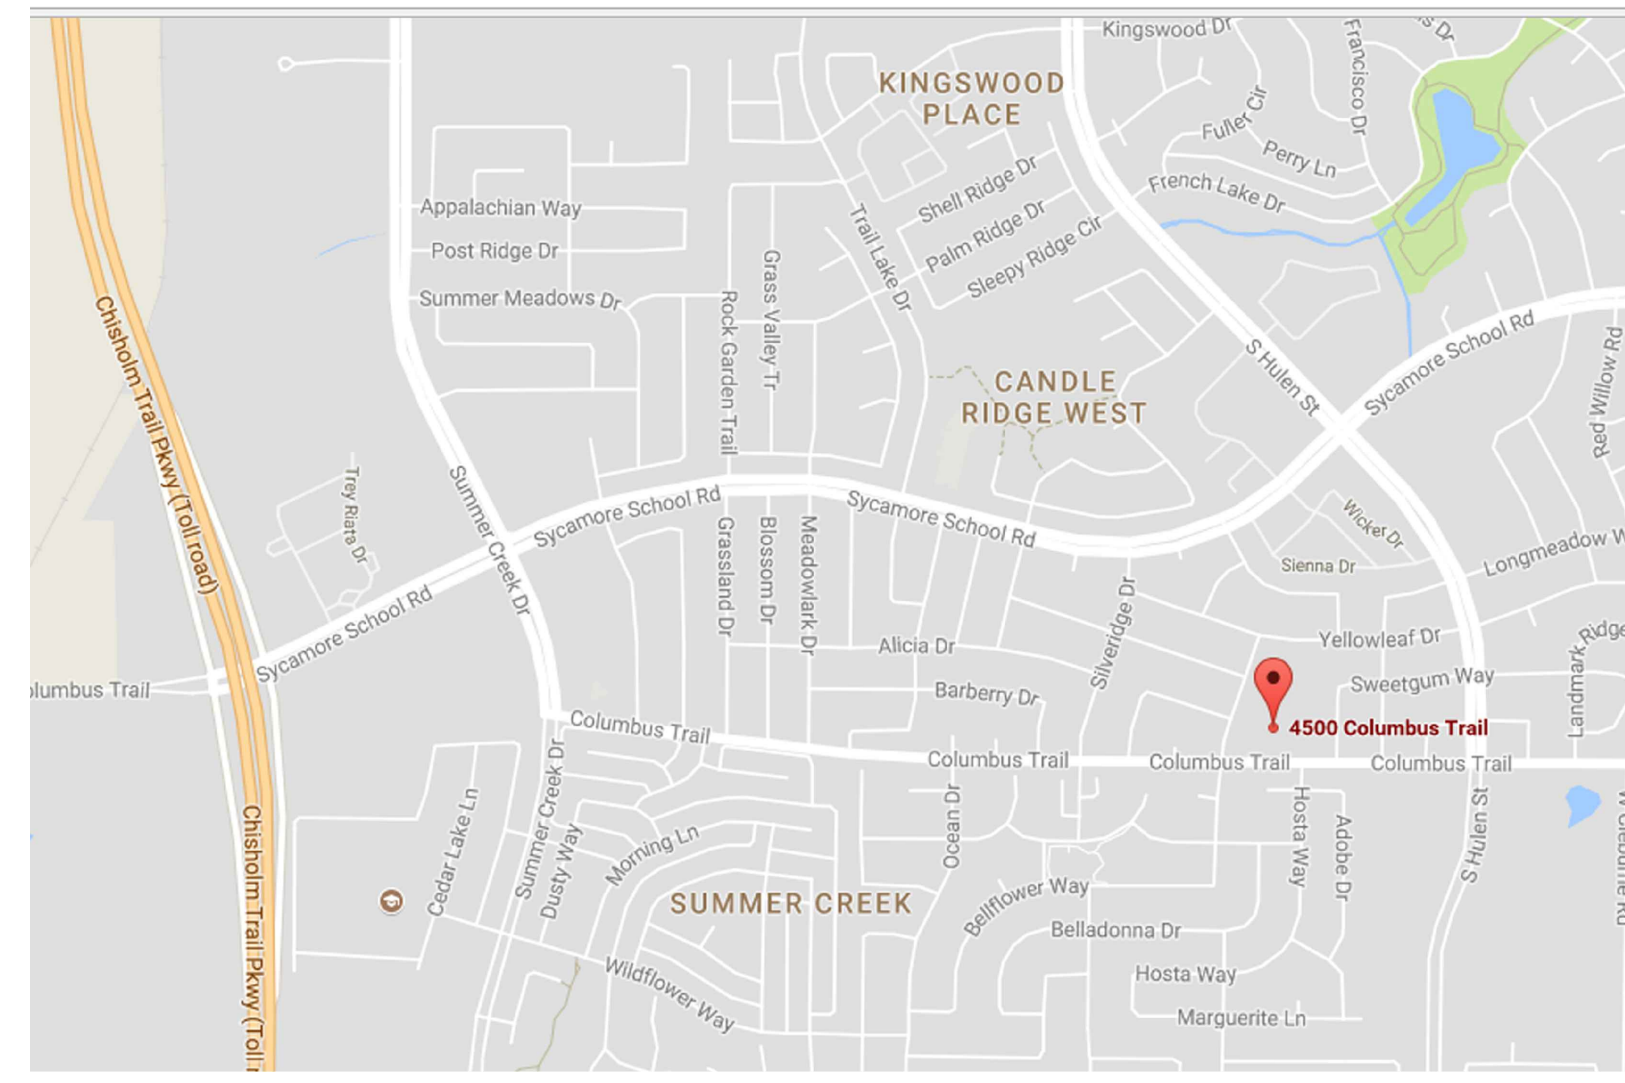 Kingswood Dr
Francisco Dr
s Dr
KINGSWOOD
PLACE
Fuller Cir
Perry Ln
French Lake Dr
Shell Ridge Dr
Palm Ridge Dr
Sleepy Ridge Cir
Trail Lake Dr
Appalachian Way
Post Ridge Dr
Summer Meadows Dr
Grass Valley Tr
Rock Garden Trail
Chisholm Trail Pkwy (Toll road)
S Hulen St
Sycamore School Rd
Red Willow Rd
CANDLE
RIDGE WEST
Summer Creek Dr
Trey Riata Dr
Sycamore School Rd
Sycamore School Rd
Sycamore School Rd
Wicker Dr
Sienna Dr
Longmeadow W
Grassland Dr
Blossom Dr
Meadowlark Dr
Silveridge Dr
Alicia Dr
Yellowleaf Dr
Ridge
Landmark
Barberry Dr
Sweetgum Way
olumbus Trail
Columbus Trail
4500 Columbus Trail
Columbus Trail
Columbus Trail
Columbus Trail
Chisholm Trail Pkwy (Toll r
Cedar Lake Ln
Summer Creek Dr
Dusty Way
Morning Ln
Ocean Dr
Hosta Way
Adobe Dr
S Hulen St
W Cleburne Rd
SUMMER CREEK
Bellflower Way
Belladonna Dr
Wildflower Way
Hosta Way
Marguerite Ln